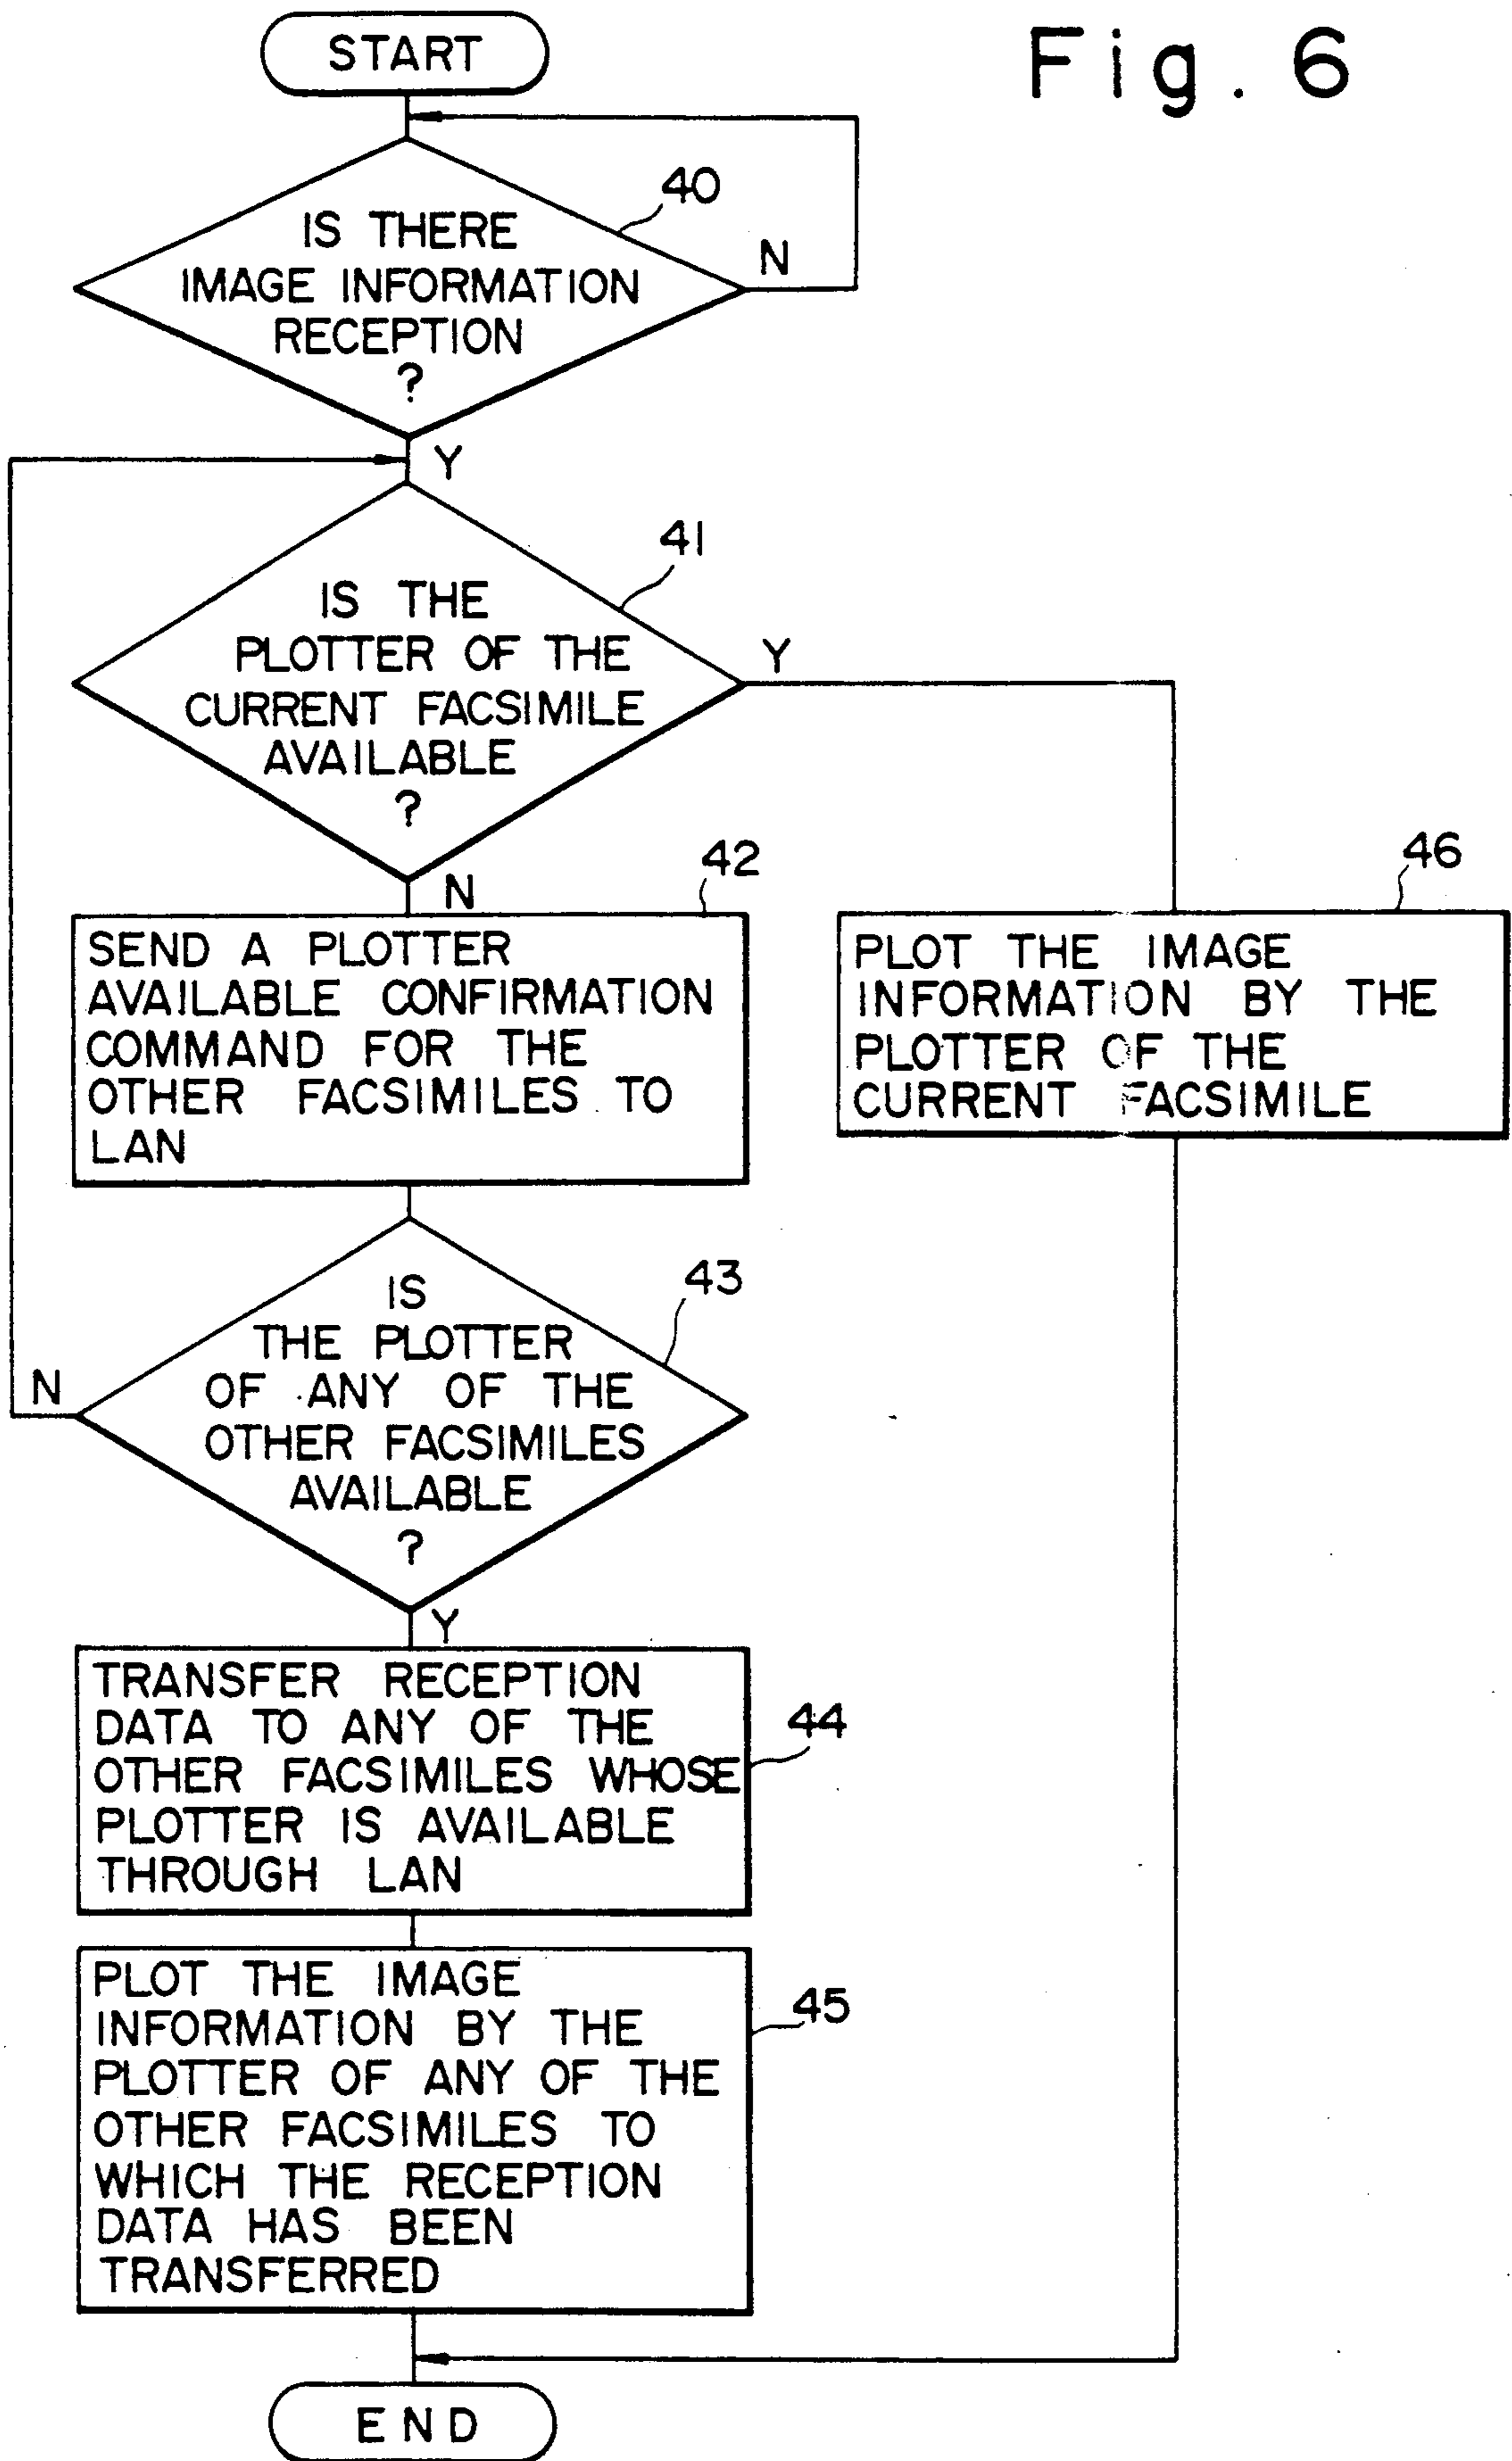 Fig. 6
START
40
IS THERE
IMAGE INFORMATION
RECEPTION
?
N
Y
41
IS THE
PLOTTER OF THE
CURRENT FACSIMILE
AVAILABLE
?
Y
N
42
SEND A PLOTTER
AVAILABLE CONFIRMATION
COMMAND FOR THE
OTHER FACSIMILES TO
LAN
46
PLOT THE IMAGE
INFORMATION BY THE
PLOTTER OF THE
CURRENT FACSIMILE
43
IS
THE PLOTTER
OF ANY OF THE
OTHER FACSIMILES
AVAILABLE
?
N
Y
TRANSFER RECEPTION
DATA TO ANY OF THE
OTHER FACSIMILES WHOSE
PLOTTER IS AVAILABLE
THROUGH LAN
44
PLOT THE IMAGE
INFORMATION BY THE
PLOTTER OF ANY OF THE
OTHER FACSIMILES TO
WHICH THE RECEPTION
DATA HAS BEEN
TRANSFERRED
45
END